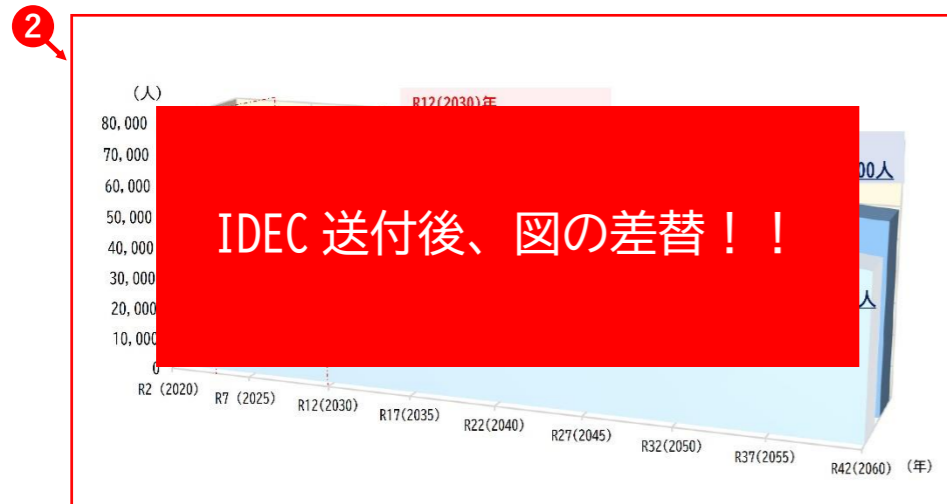 2
(人)
R12(2030)年
80,000
70,000
60,000
50,000
40,000
30,000
20,000
10,000
0
00人
人
IDEC 送付後、図の差替！！
R2 (2020)
R7 (2025)
R12(2030)
R17(2035)
R22(2040)
R27(2045)
R32(2050)
R37(2055)
R42(2060)
(年)